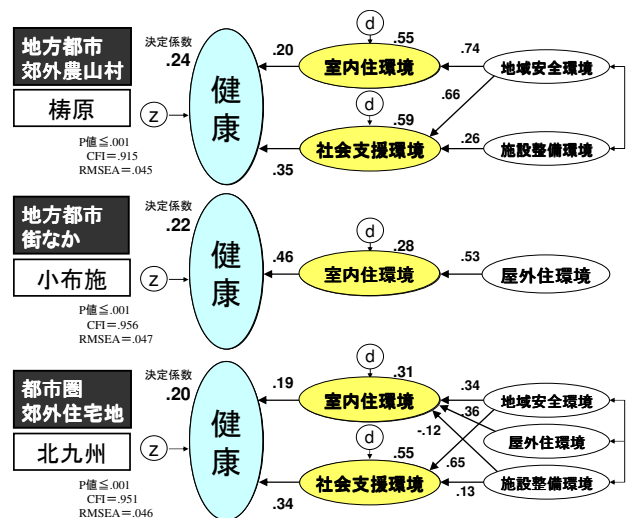 地方都市
郊外農山村
梼原
P値≦.001
CFI=.915
RMSEA=.045
決定係数
.24
z
健
康
.20
.35
d
.55
室内住環境
d
.59
社会支援環境
.74
.66
.26
地域安全環境
施設整備環境
地方都市
街なか
小布施
P値≦.001
CFI=.956
RMSEA=.047
決定係数
.22
z
健
康
.46
d
.28
室内住環境
.53
屋外住環境
都市圏
郊外住宅地
北九州
P値≦.001
CFI=.951
RMSEA=.046
決定係数
.20
z
健
康
.19
.34
d
.31
室内住環境
d
.55
社会支援環境
.34
.36
-.12
.65
.13
地域安全環境
屋外住環境
施設整備環境